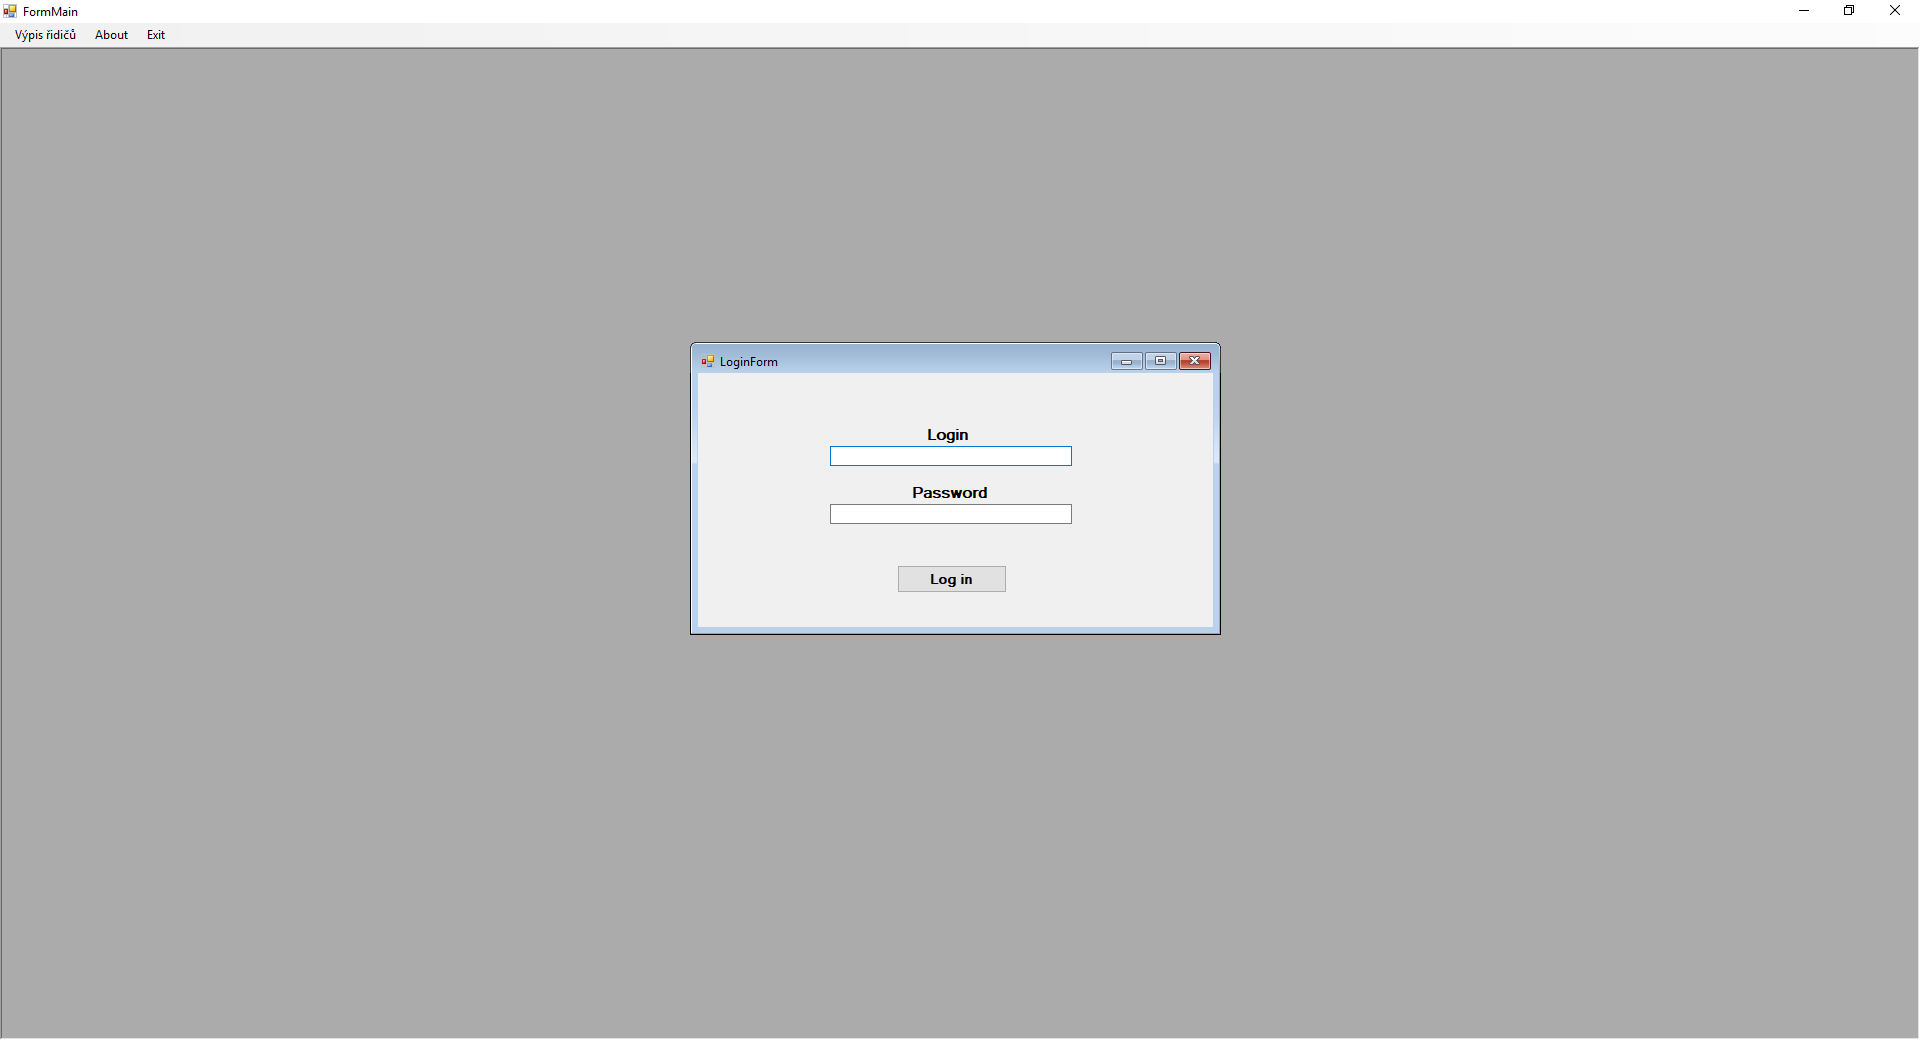 FormMain
Výpis řidičů About Exit
LoginForm
Login
Password
Log in